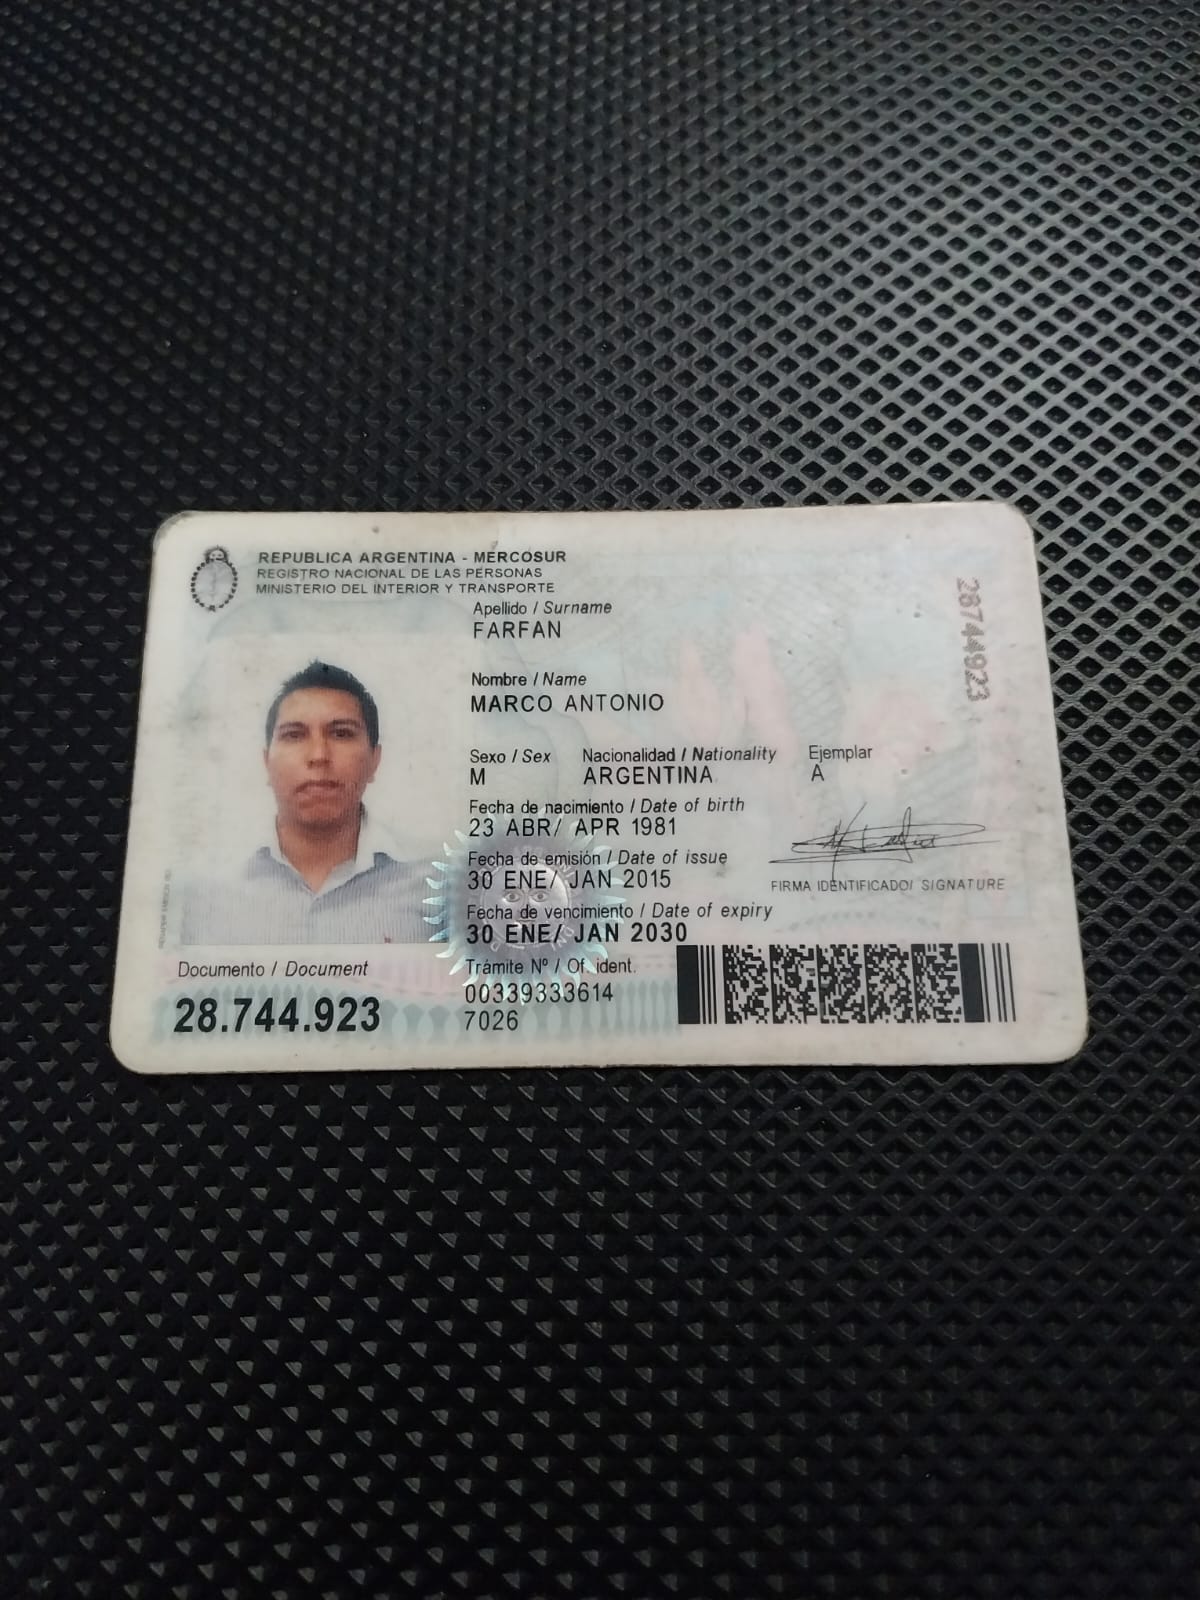 REPUBLICA ARGENTINA - MERCOSUR
REGISTRO NACIONAL DE LAS PERSONAS
MINISTERIO DEL INTERIOR Y TRANSPORTE
Apellido / Surname
FARFAN
Nombre / Name
MARCO ANTONIO
Sexo / Sex Nacionalidad / Nationality Ejemplar
M ARGENTINA A
Fecha de nacimiento / Date of birth
23 ABR/ APR 1981
Fecha de emisión / Date of issue
30 ENE/ JAN 2015
FIRMA IDENTIFICADO/ SIGNATURE
Fecha de vencimiento / Date of expiry
30 ENE/ JAN 2030
Documento / Document
28.744.923
Trámite Nº / Of. ident.
00339333614
7026
28744923